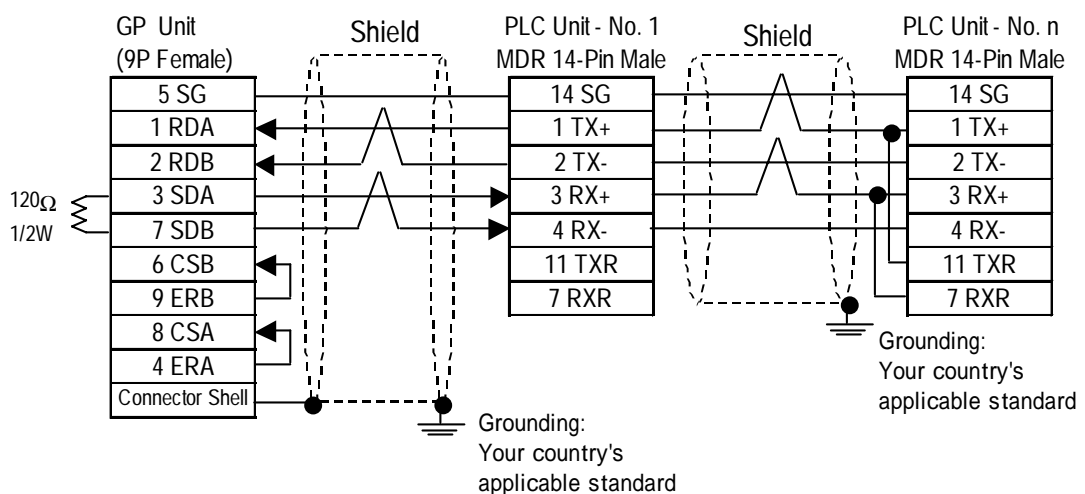 GP Unit
(9P Female)
Shield
PLC Unit - No. 1
MDR 14-Pin Male
Shield
PLC Unit - No. n
MDR 14-Pin Male
5 SG
14 SG
14 SG
1 RDA
1 TX+
1 TX+
2 RDB
2 TX-
2 TX-
120Ω
1/2W
3 SDA
3 RX+
3 RX+
7 SDB
4 RX-
4 RX-
6 CSB
11 TXR
11 TXR
9 ERB
7 RXR
7 RXR
8 CSA
4 ERA
Connector Shell
Grounding:
Your country's
applicable standard
Grounding:
Your country's
applicable standard